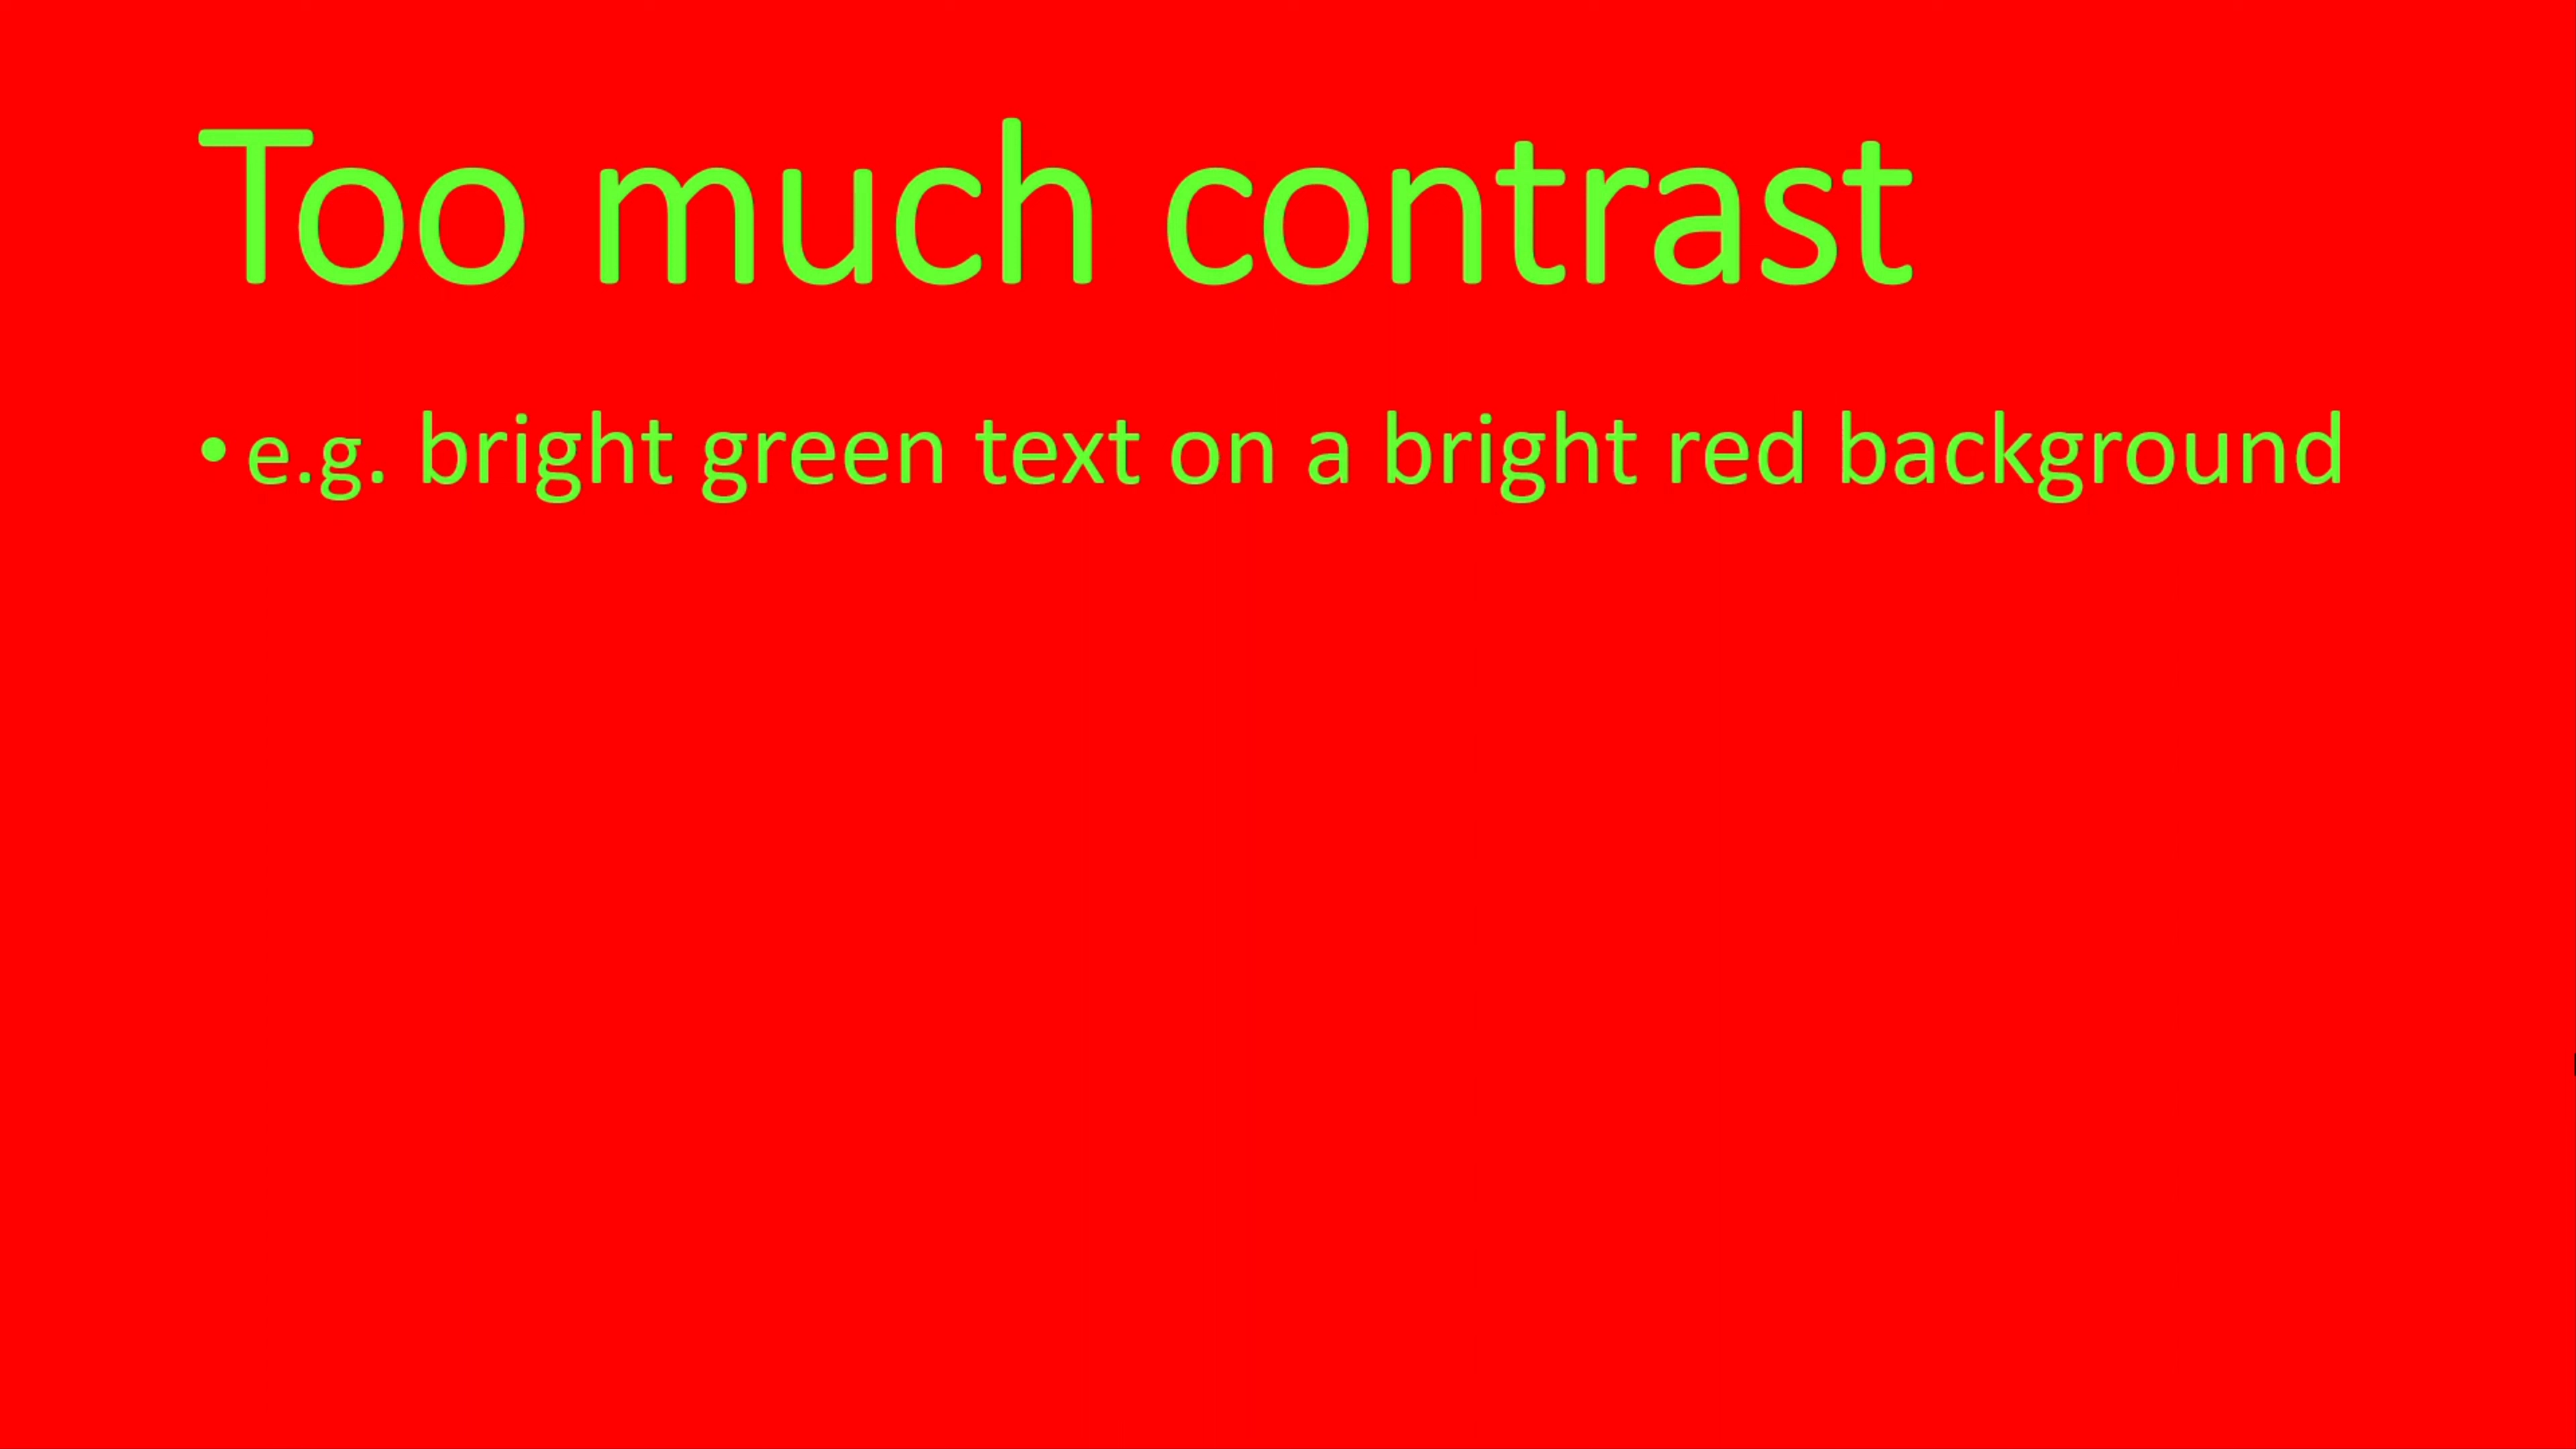 Too much contrast
• e.g. bright green text on a bright red background